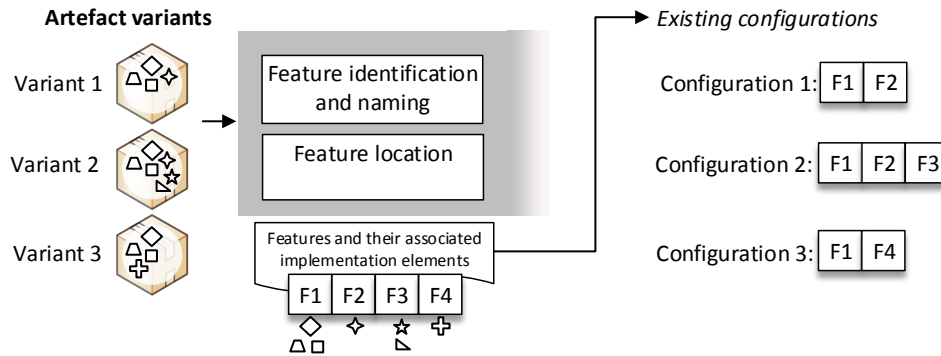 Artefact variants
Existing configurations
Variant 1
Feature identification
and naming
Configuration 1: F1 F2
Variant 2
Feature location
Configuration 2: F1 F2 F3
Variant 3
Features and their associated
implementation elements
Configuration 3: F1 F4
F1 F2 F3 F4